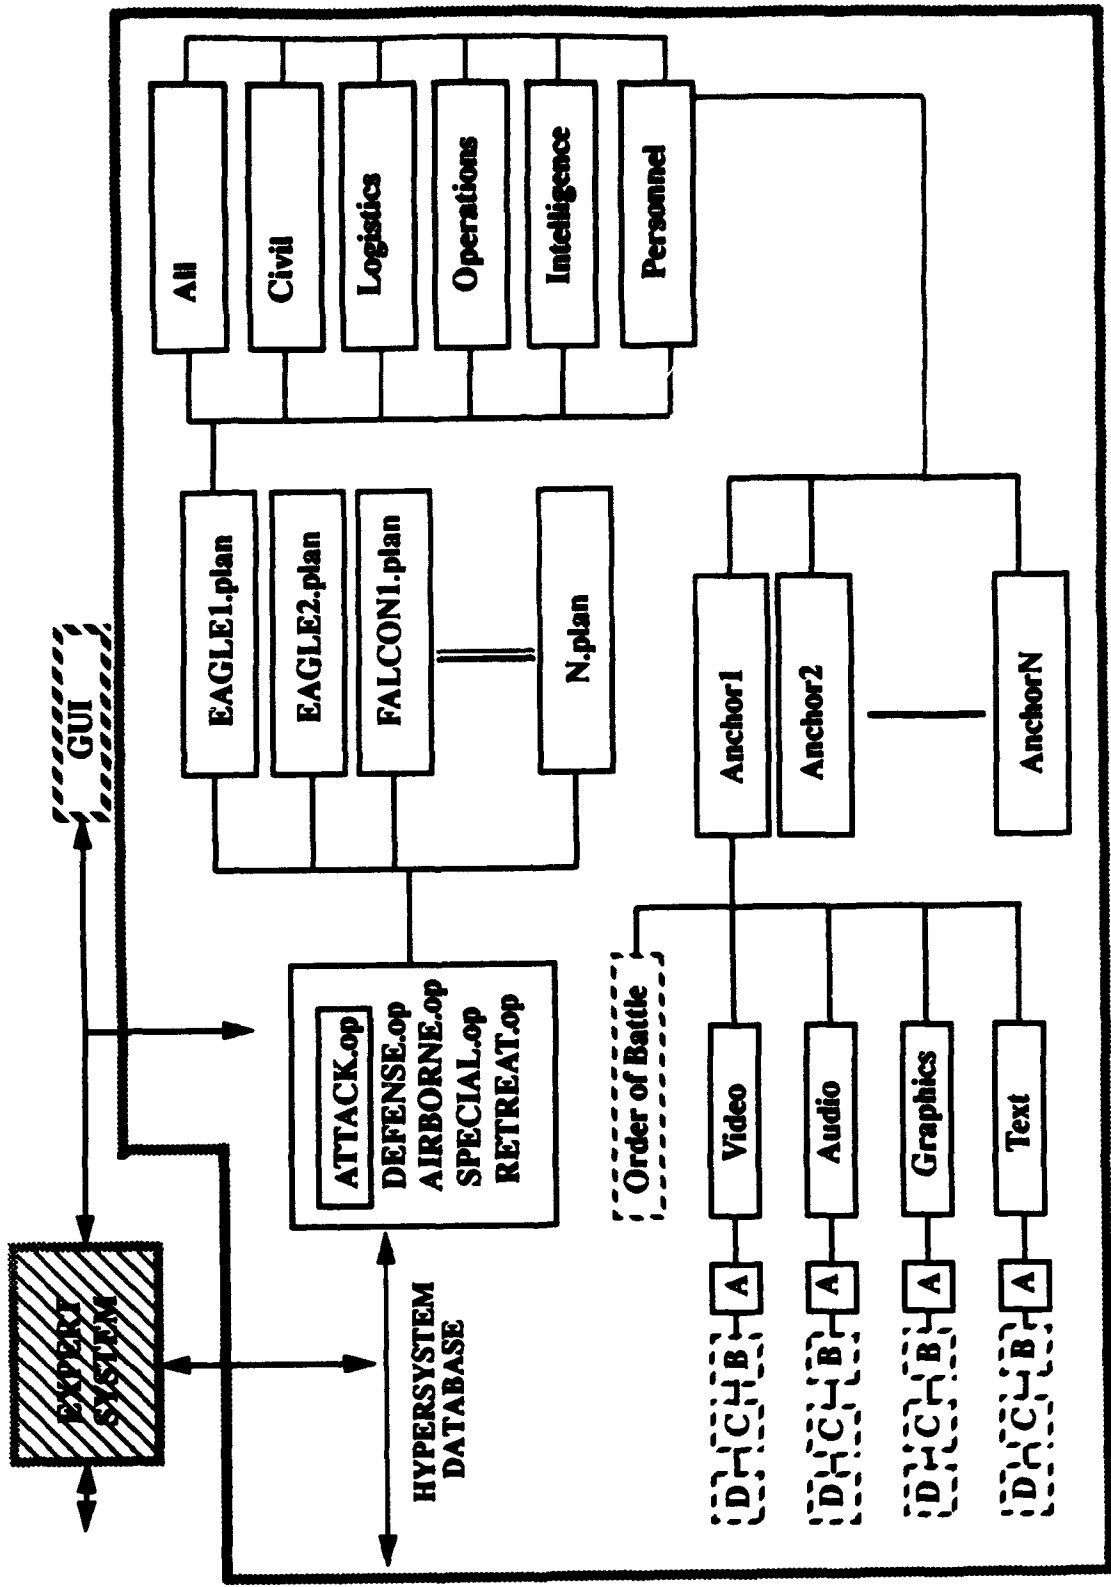 EXPERT
SYSTEM
GUI
HYPERSYSTEM
DATABASE
ATTACK.op
DEFENSE.op
AIRBORNE.op
SPECIAL.op
RETREAT.op
EAGLE1.plan
EAGLE2.plan
FALCON1.plan
N.plan
All
Civil
Logistics
Operations
Intelligence
Personnel
Order of Battle
D C B A Video
D C B A Audio
D C B A Graphics
D C B A Text
Anchor1
Anchor2
AnchorN